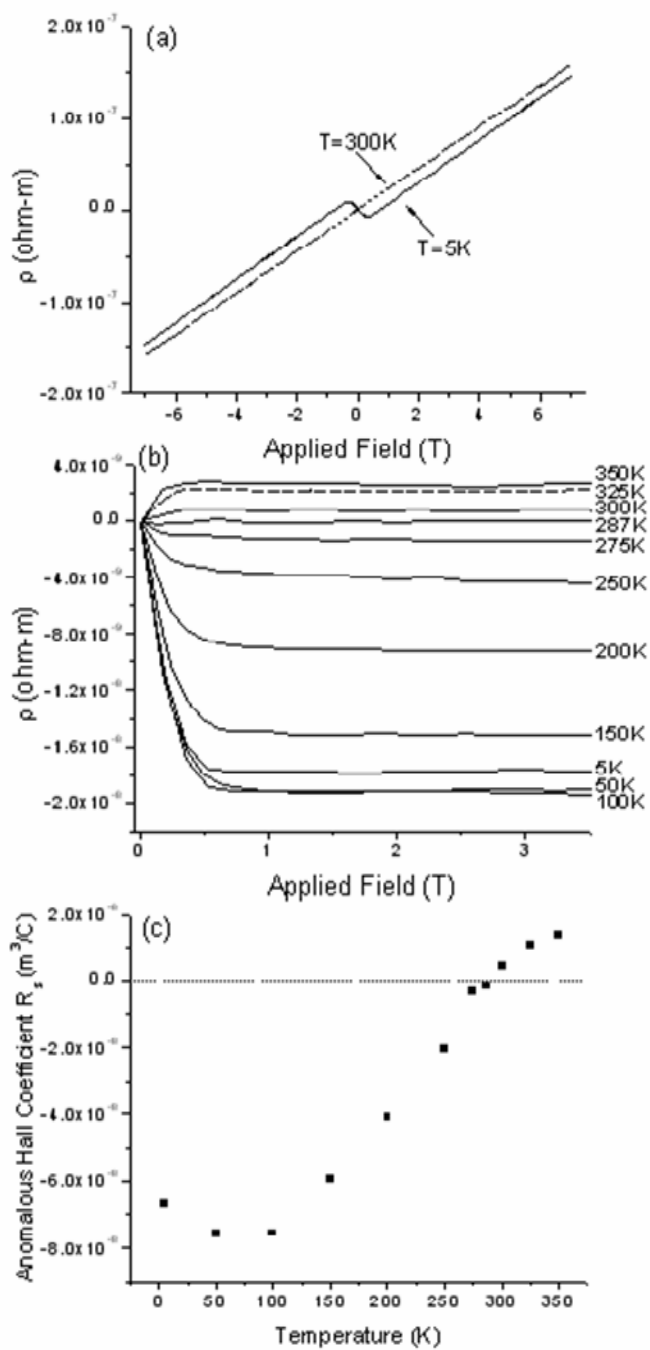 (a)
2.0x10⁻⁷
1.0x10⁻⁷
0.0
-1.0x10⁻⁷
-2.0x10⁻⁷
ρ (ohm-m)
T=300K
T=5K
-6 -4 -2 0 2 4 6
Applied Field (T)
(b)
4.0x10⁻⁹
0.0
-4.0x10⁻⁹
-8.0x10⁻⁹
-1.2x10⁻⁸
-1.6x10⁻⁸
-2.0x10⁻⁸
ρ (ohm-m)
350K
325K
300K
287K
275K
250K
200K
150K
5K
50K
100K
0 1 2 3
Applied Field (T)
(c)
2.0x10⁻⁸
0.0
-2.0x10⁻⁸
-4.0x10⁻⁸
-6.0x10⁻⁸
-8.0x10⁻⁸
Anomalous Hall Coefficient Rₛ (m³/C)
0 50 100 150 200 250 300 350
Temperature (K)